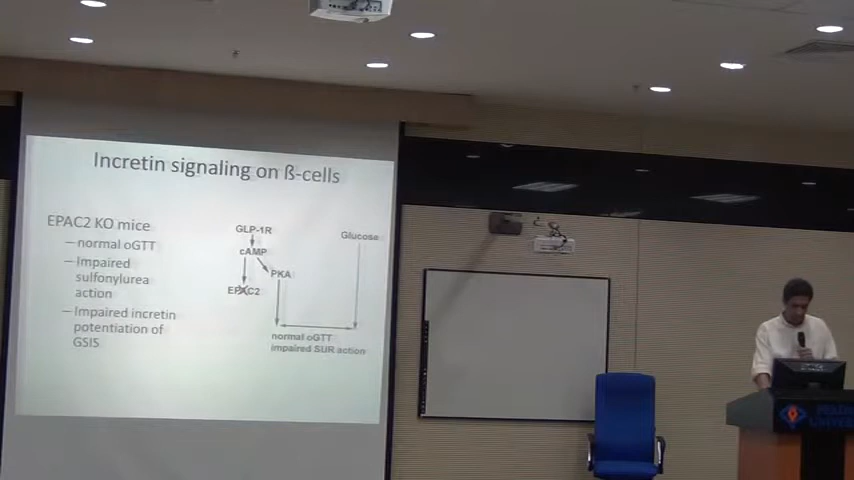 Incretin signaling on ß-cells
EPAC2 KO mice
– normal oGTT
– Impaired
sulfonylurea
action
– Impaired incretin
potentiation of
GSIS
GLP-1R
cAMP
PKA
EPAC2
Glucose
normal oGTT
impaired SUR action